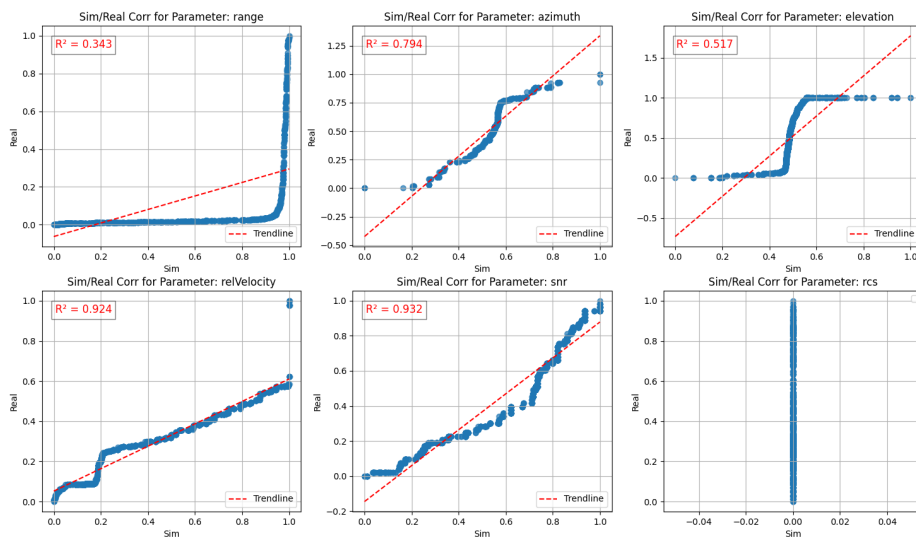 Sim/Real Corr for Parameter: range
R² = 0.343
1.0
0.8
0.6
0.4
0.2
0.0
Real
0.0 0.2 0.4 0.6 0.8 1.0
Sim
Trendline
Sim/Real Corr for Parameter: azimuth
R² = 0.794
1.25
1.00
0.75
0.50
0.25
0.00
−0.25
−0.50
Real
0.0 0.2 0.4 0.6 0.8 1.0
Sim
Trendline
Sim/Real Corr for Parameter: elevation
R² = 0.517
1.5
1.0
0.5
0.0
−0.5
Real
0.0 0.2 0.4 0.6 0.8 1.0
Sim
Trendline
Sim/Real Corr for Parameter: relVelocity
R² = 0.924
1.0
0.8
0.6
0.4
0.2
0.0
Real
0.0 0.2 0.4 0.6 0.8 1.0
Sim
Trendline
Sim/Real Corr for Parameter: snr
R² = 0.932
1.0
0.8
0.6
0.4
0.2
0.0
−0.2
Real
0.0 0.2 0.4 0.6 0.8 1.0
Sim
Trendline
Sim/Real Corr for Parameter: rcs
1.0
0.8
0.6
0.4
0.2
0.0
Real
−0.04 −0.02 0.00 0.02 0.04
Sim